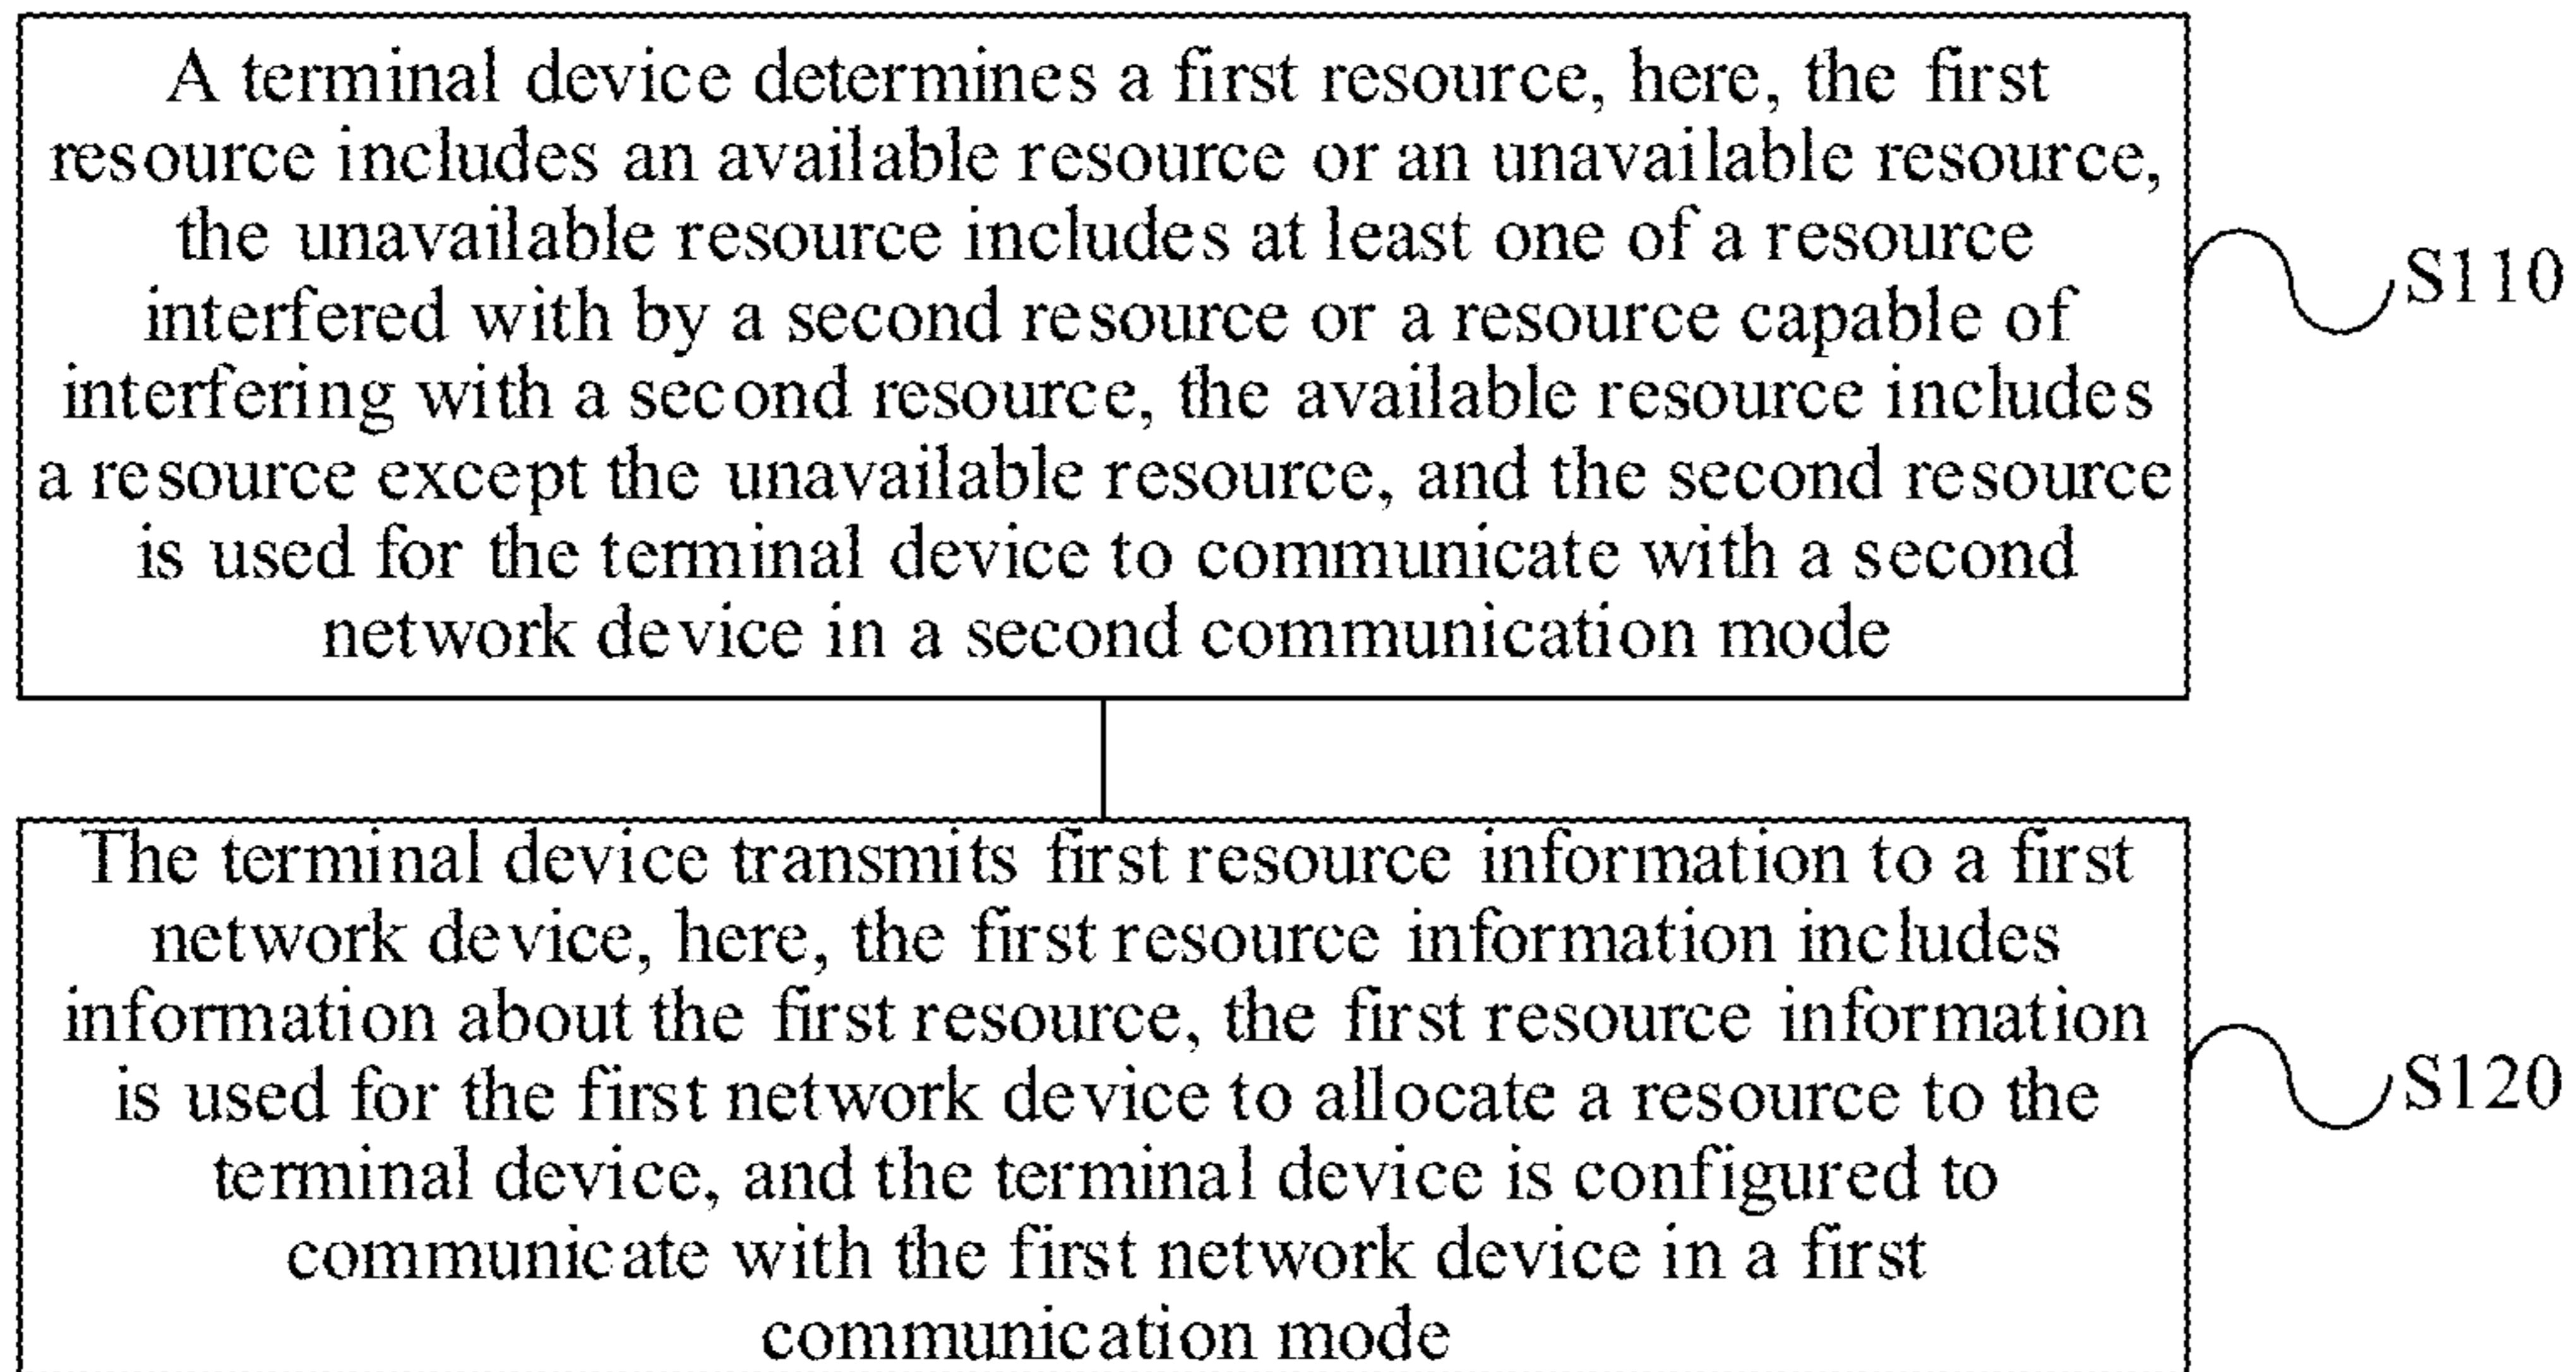 A terminal device determines a first resource, here, the first
resource includes an available resource or an unavailable resource,
the unavailable resource includes at least one of a resource
interfered with by a second resource or a resource capable of
interfering with a second resource, the available resource includes
a resource except the unavailable resource, and the second resource
is used for the terminal device to communicate with a second
network device in a second communication mode
S110
The terminal device transmits first resource information to a first
network device, here, the first resource information includes
information about the first resource, the first resource information
is used for the first network device to allocate a resource to the
terminal device, and the terminal device is configured to
communicate with the first network device in a first
communication mode
S120